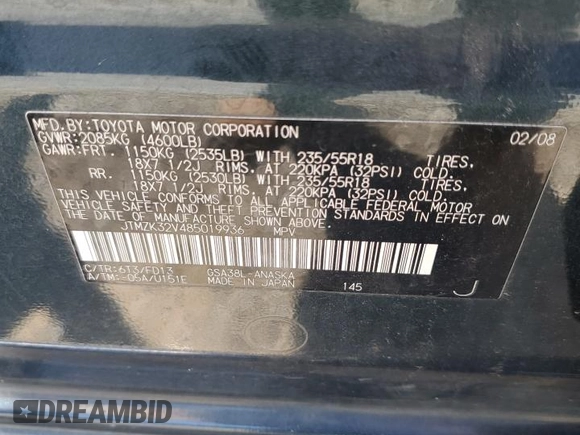 MFD.BY:TOYOTA MOTOR CORPORATION 02/08
GVWR:2085KG (4600LB)
GAWR:FRT. 1150KG (2535LB) WITH 235/55R18 TIRES,
18X7 1/2J RIMS, AT 220KPA (32PSI) COLD.
RR. 1150KG (2530LB) WITH 235/55R18 TIRES,
18X7 1/2J RIMS, AT 220KPA (32PSI) COLD.
THIS VEHICLE CONFORMS TO ALL APPLICABLE FEDERAL MOTOR
VEHICLE SAFETY AND THEFT PREVENTION STANDARDS IN EFFECT
ON THE DATE OF MANUFACTURE SHOWN ABOVE.
JTMZK32V485019936 MPV
C/TR:6T3/FD13 GSA38L-ANASKA
A/TM:-05A/U151E MADE IN JAPAN 145 J
DREAMBID